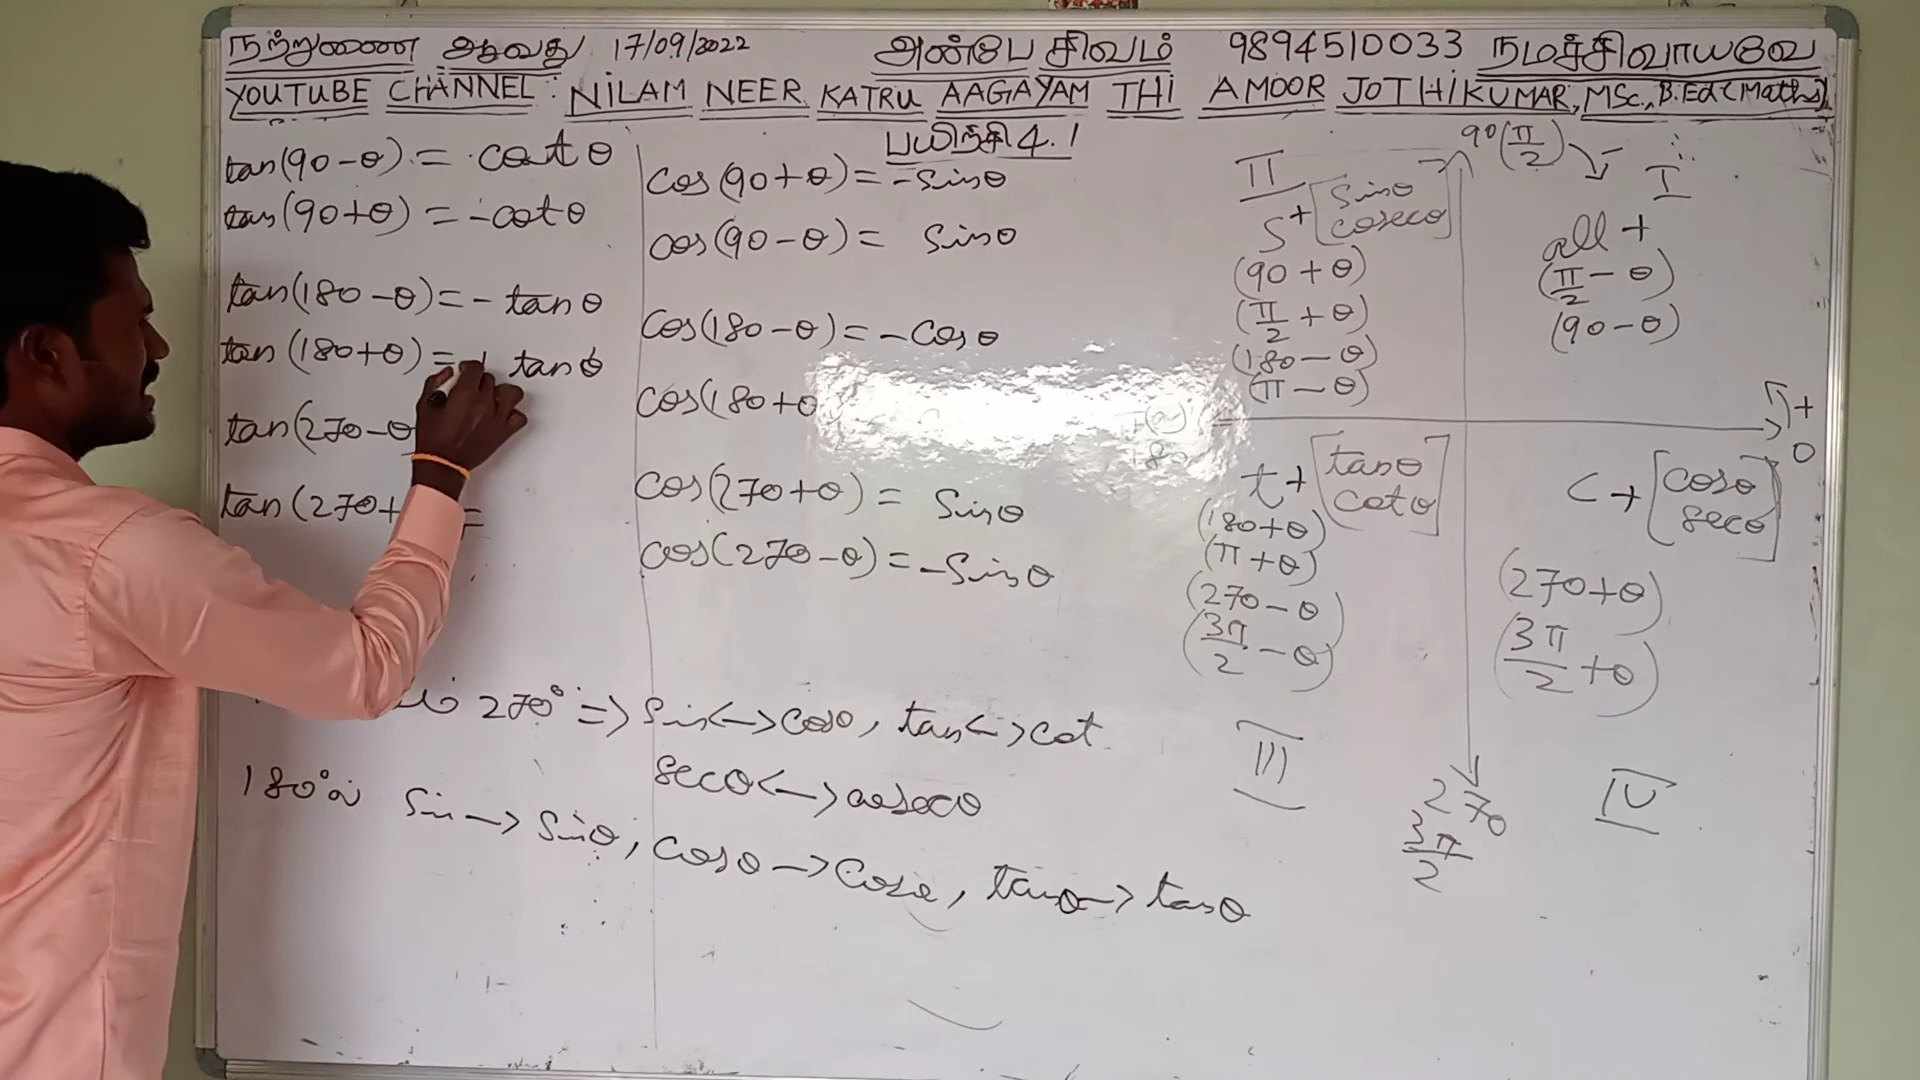 நற்றுணை ஆவது 17/09/2022 அன்பே சிவம் 9894510033 நமச்சிவாயவே
YOUTUBE CHANNEL : NILAM NEER KATRU AAGAYAM THI AMOOR JOTHIKUMAR, MSc., B.Ed (Maths)
பயிற்சி 4.1
tan(90-θ) = cot θ
tan(90+θ) = -cot θ
tan(180-θ) = - tan θ
tan (180+θ) = + tan θ
tan(270-θ
tan (270+ =
cos(90+θ) = -sinθ
cos(90-θ) = sinθ
cos(180-θ) = -cosθ
cos(180+θ
cos(270+θ) = sinθ
cos(270-θ) = -sinθ
90(π/2)
II
S+ [sinθ
cosecθ]
(90+θ)
(π/2 + θ)
(180-θ)
(π-θ)
I
all +
(π/2 - θ)
(90-θ)
+
0
t+ [tanθ
cotθ]
(180+θ)
(π+θ)
(270-θ)
(3π/2 - θ)
III
C+ [cosθ
secθ]
(270+θ)
(3π/2 + θ)
IV
270
3π/2
270° => sin<->cosθ, tan<->cot
secθ<->cosecθ
180°ல் sin-> sinθ, cosθ->cosθ, tanθ-> tanθ